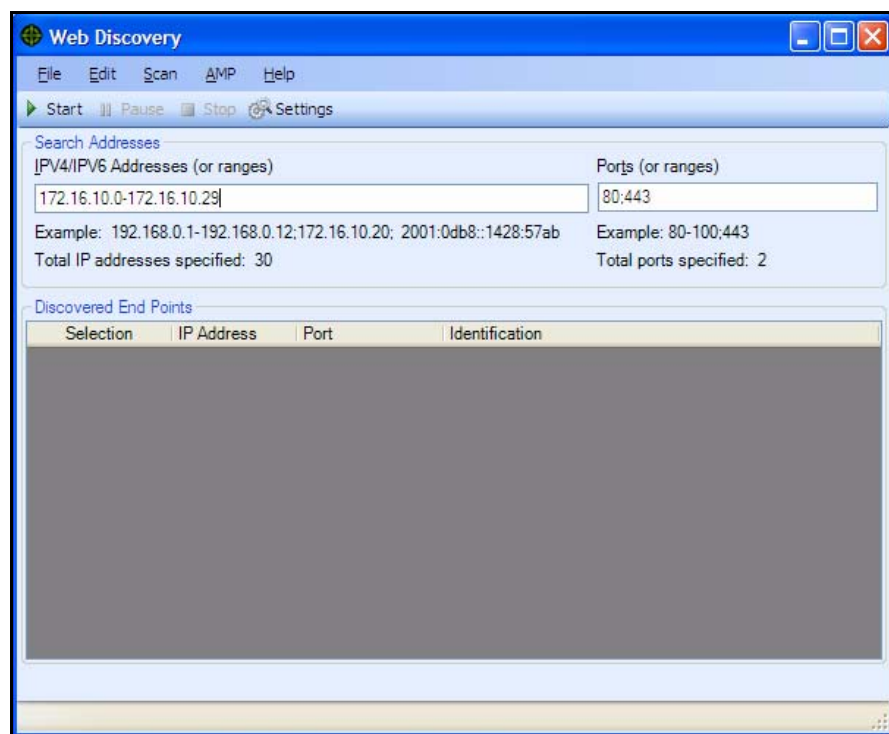 Web Discovery
File Edit Scan AMP Help
Start Pause Stop Settings
Search Addresses
IPV4/IPV6 Addresses (or ranges) Ports (or ranges)
172.16.10.0-172.16.10.29 80;443
Example: 192.168.0.1-192.168.0.12;172.16.10.20; 2001:0db8::1428:57ab Example: 80-100;443
Total IP addresses specified: 30 Total ports specified: 2
Discovered End Points
Selection IP Address Port Identification